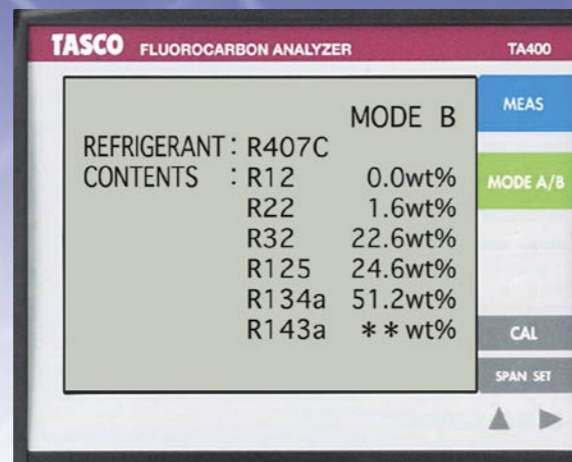 TASCO FLUOROCARBON ANALYZER TA400
MODE B
REFRIGERANT : R407C
CONTENTS : R12 0.0wt%
R22 1.6wt%
R32 22.6wt%
R125 24.6wt%
R134a 51.2wt%
R143a **wt%
MEAS
MODE A/B
CAL
SPAN SET